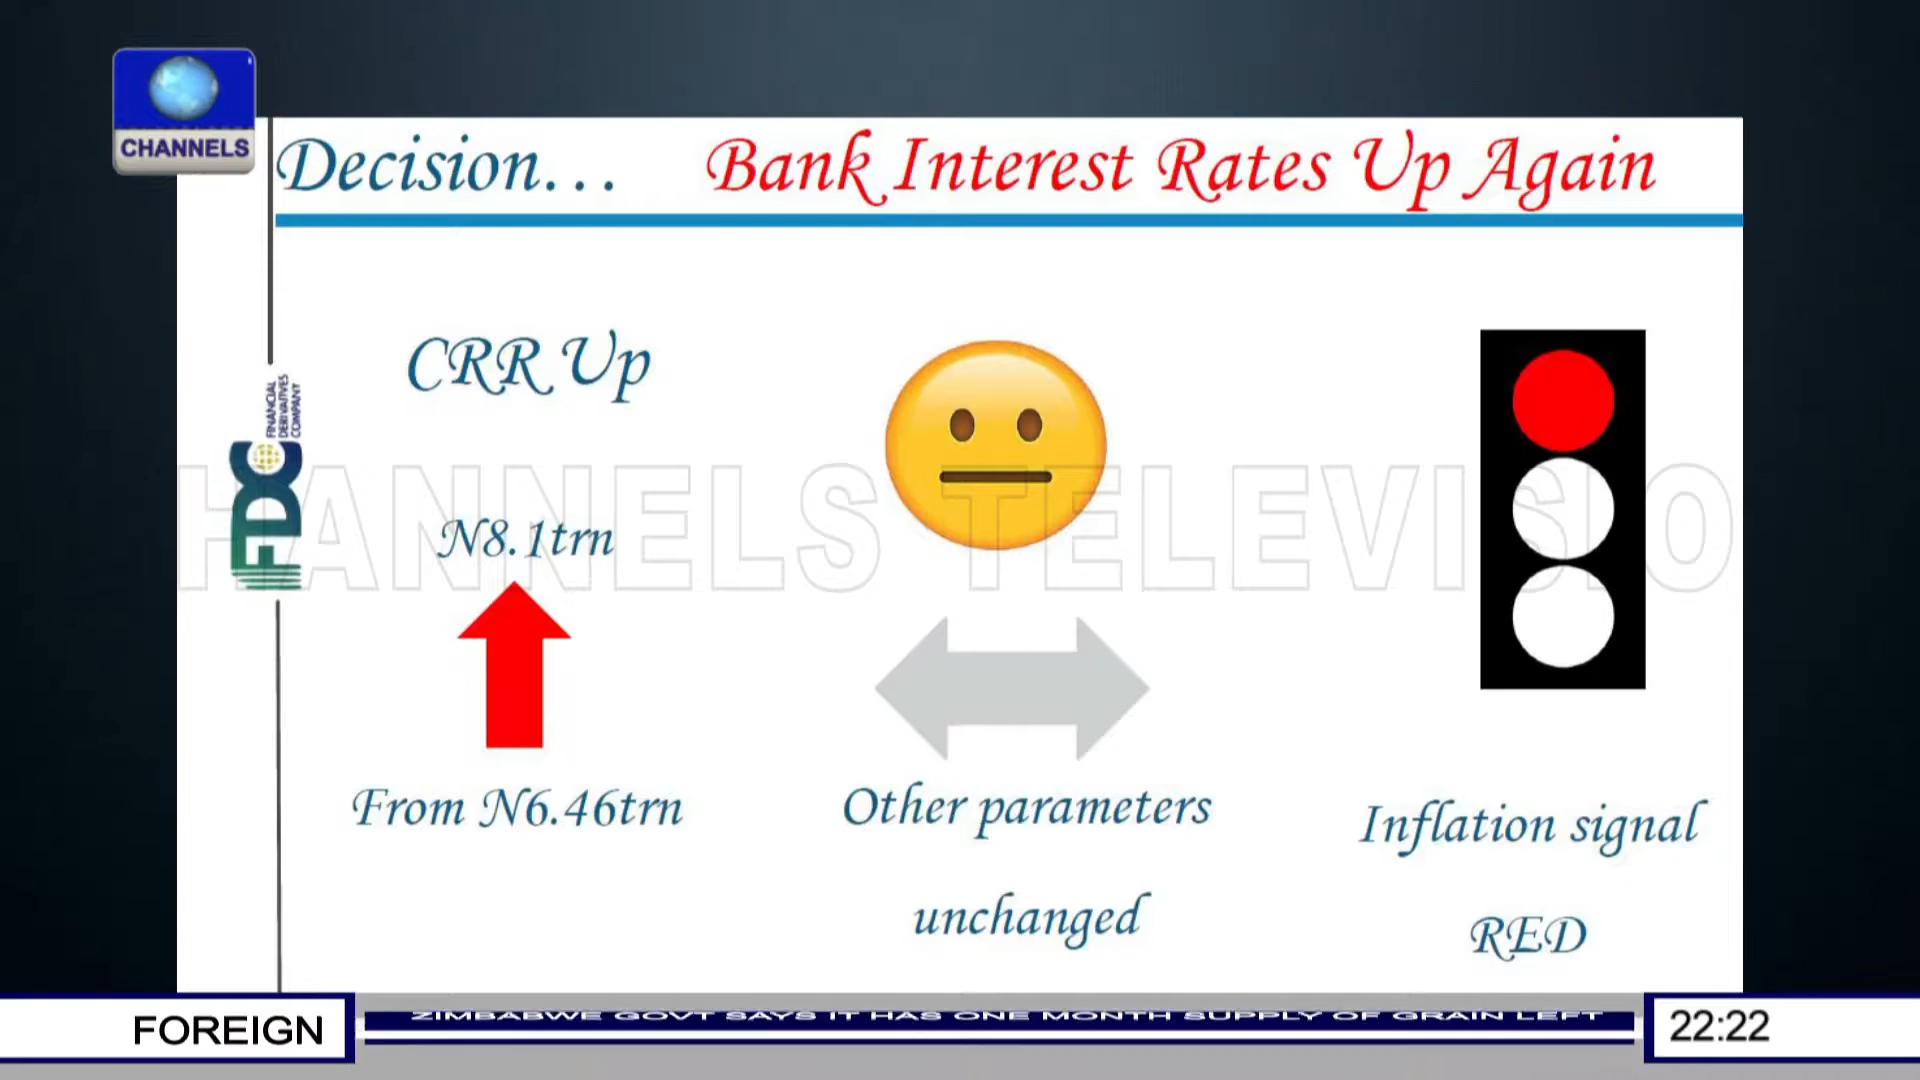 CHANNELS
Decision... Bank Interest Rates Up Again
CRR Up
FINANCIAL
DERIVATIVES
COMPANY
FDC
HANNELS TELEVISIO
N8.1trn
From N6.46trn
Other parameters
unchanged
Inflation signal
RED
FOREIGN
ZIMBABWE GOVT SAYS IT HAS ONE MONTH SUPPLY OF GRAIN LEFT
22:22